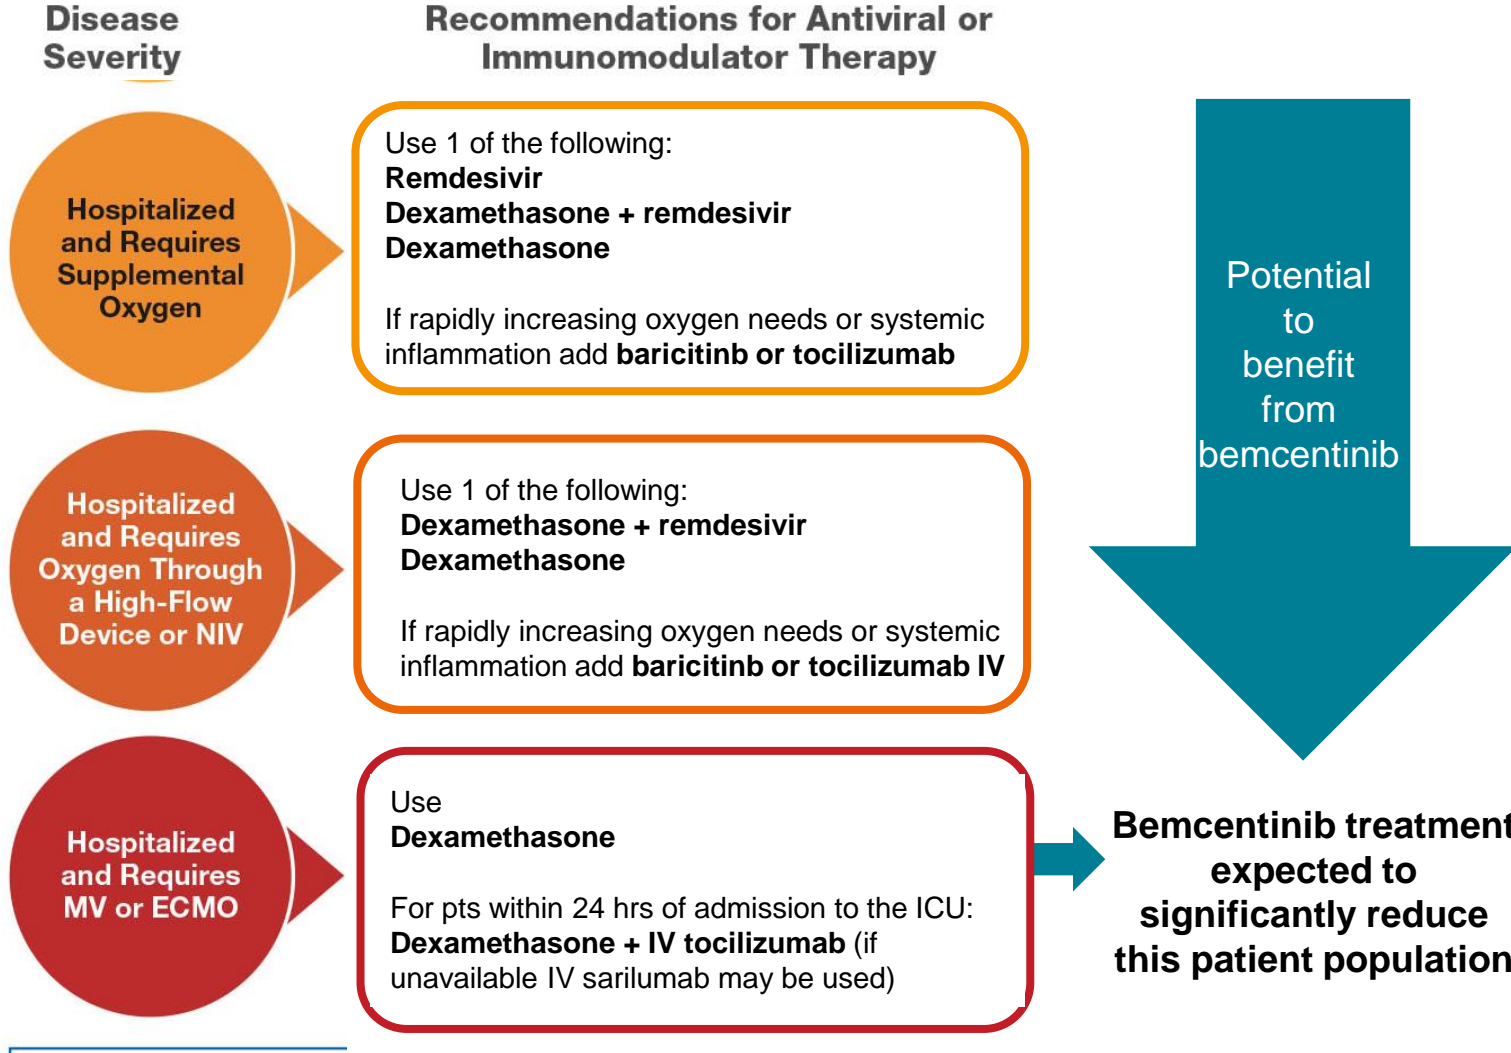 Disease
Severity
Recommendations for Antiviral or
Immunomodulator Therapy
Hospitalized
and Requires
Supplemental
Oxygen
Use 1 of the following:
Remdesivir
Dexamethasone + remdesivir
Dexamethasone
If rapidly increasing oxygen needs or systemic
inflammation add baricitinb or tocilizumab
Potential
to
benefit
from
bemcentinib
Hospitalized
and Requires
Oxygen Through
a High-Flow
Device or NIV
Use 1 of the following:
Dexamethasone + remdesivir
Dexamethasone
If rapidly increasing oxygen needs or systemic
inflammation add baricitinb or tocilizumab IV
Hospitalized
and Requires
MV or ECMO
Use
Dexamethasone
For pts within 24 hrs of admission to the ICU:
Dexamethasone + IV tocilizumab (if
unavailable IV sarilumab may be used)
Bemcentinib treatment
expected to
significantly reduce
this patient population